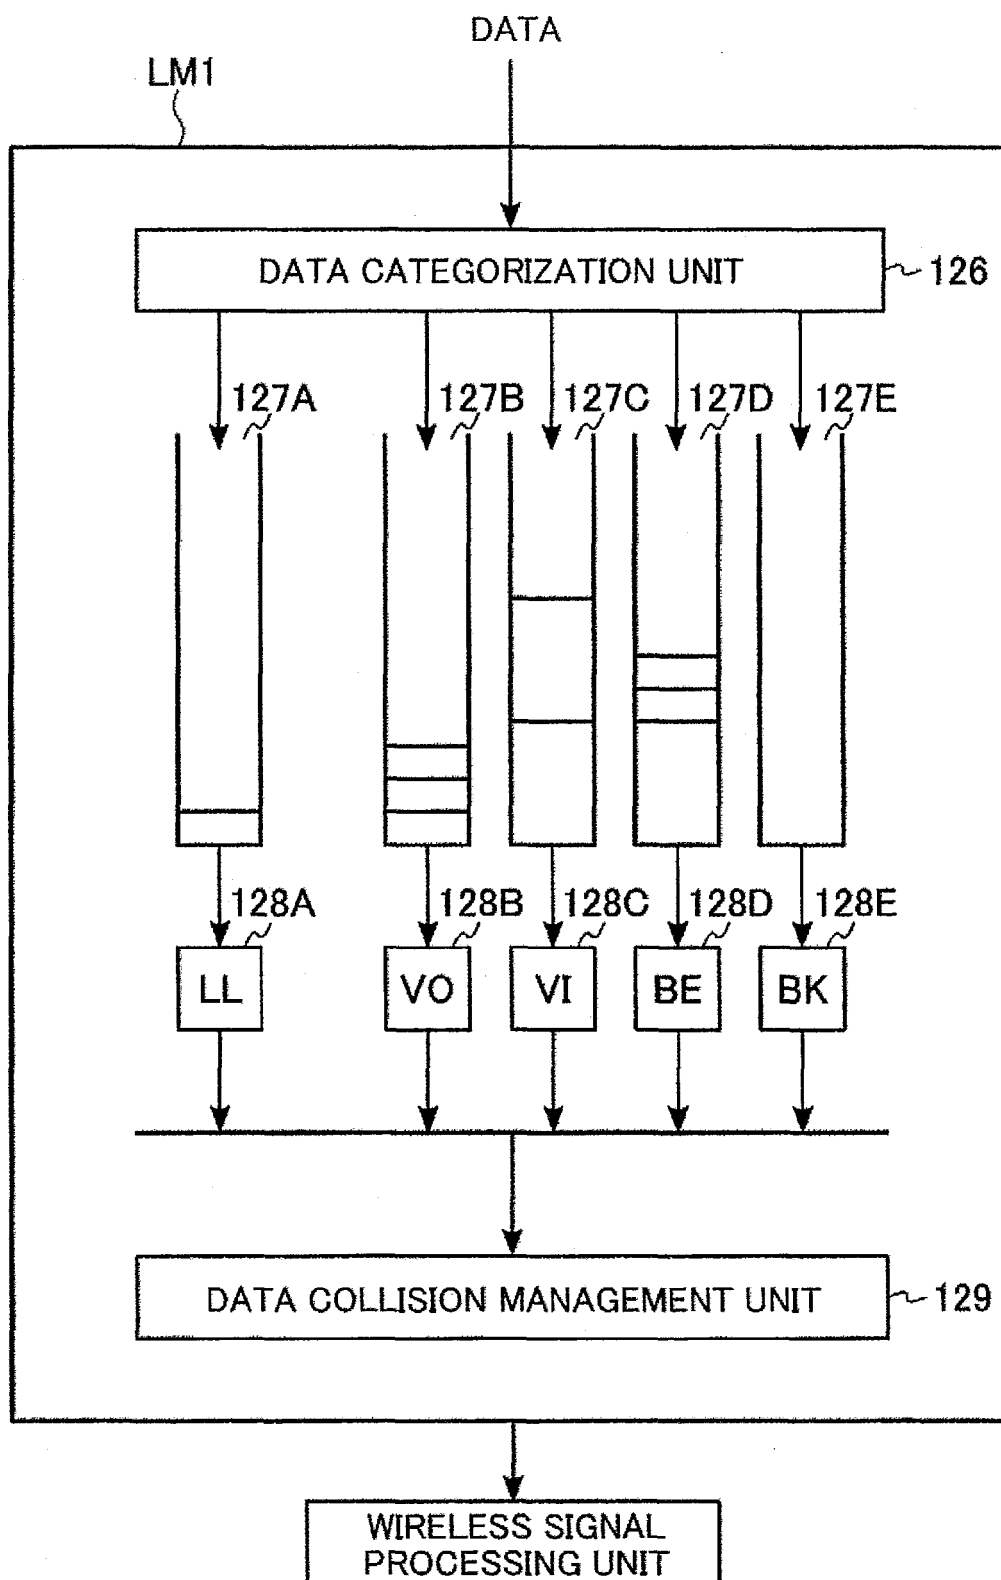 DATA
LM1
DATA CATEGORIZATION UNIT
126
127A 127B 127C 127D 127E
128A 128B 128C 128D 128E
LL VO VI BE BK
DATA COLLISION MANAGEMENT UNIT
129
WIRELESS SIGNAL
PROCESSING UNIT